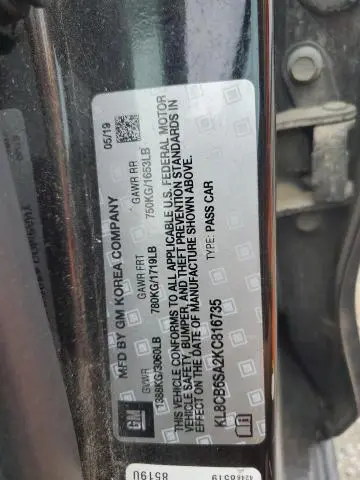 MFD BY GM KOREA COMPANY 05/19
GVWR GAWR FRT GAWR RR
1388KG/3060LB 780KG/1719LB 750KG/1653LB
THIS VEHICLE CONFORMS TO ALL APPLICABLE U.S. FEDERAL MOTOR
VEHICLE SAFETY, BUMPER, AND THEFT PREVENTION STANDARDS IN
EFFECT ON THE DATE OF MANUFACTURE SHOWN ABOVE.
TYPE: PASS CAR
KL8CB6SA2KC816735
GM
42488519
8519U